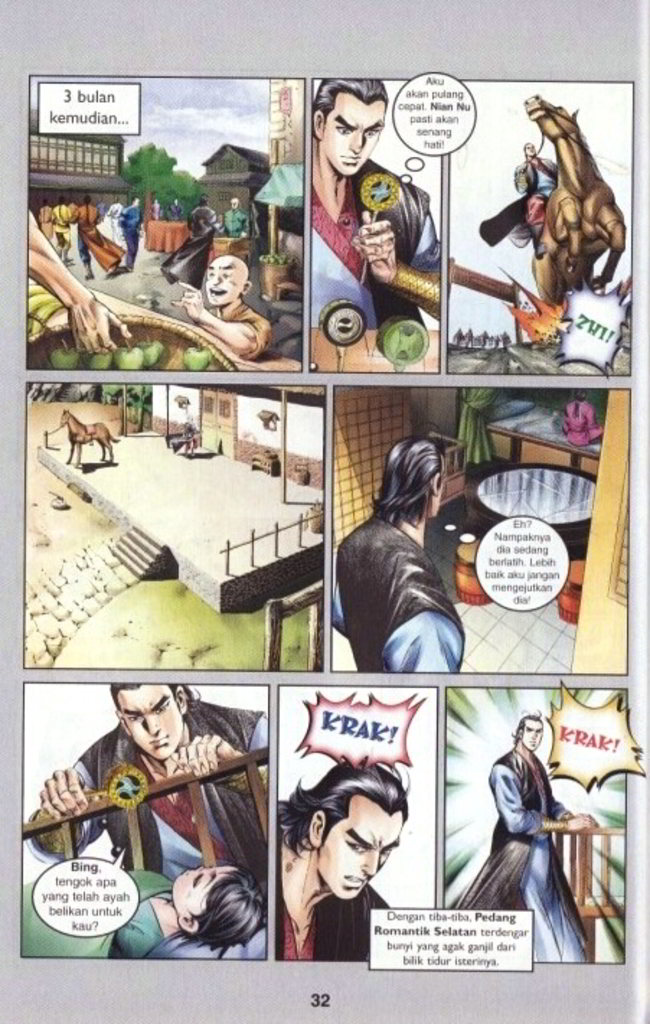 3 bulan
kemudian...
Aku
akan pulang
cepat. Nian Nu
pasti akan
senang
hati!
ZHI!
Eh?
Nampaknya
dia sedang
berlatih. Lebih
baik aku jangan
mengejutkan
dia!
Bing,
tengok apa
yang telah ayah
belikan untuk
kau?
KRAK!
KRAK!
Dengan tiba-tiba, Pedang
Romantik Selatan terdengar
bunyi yang agak ganjil dari
bilik tidur isterinya.
32